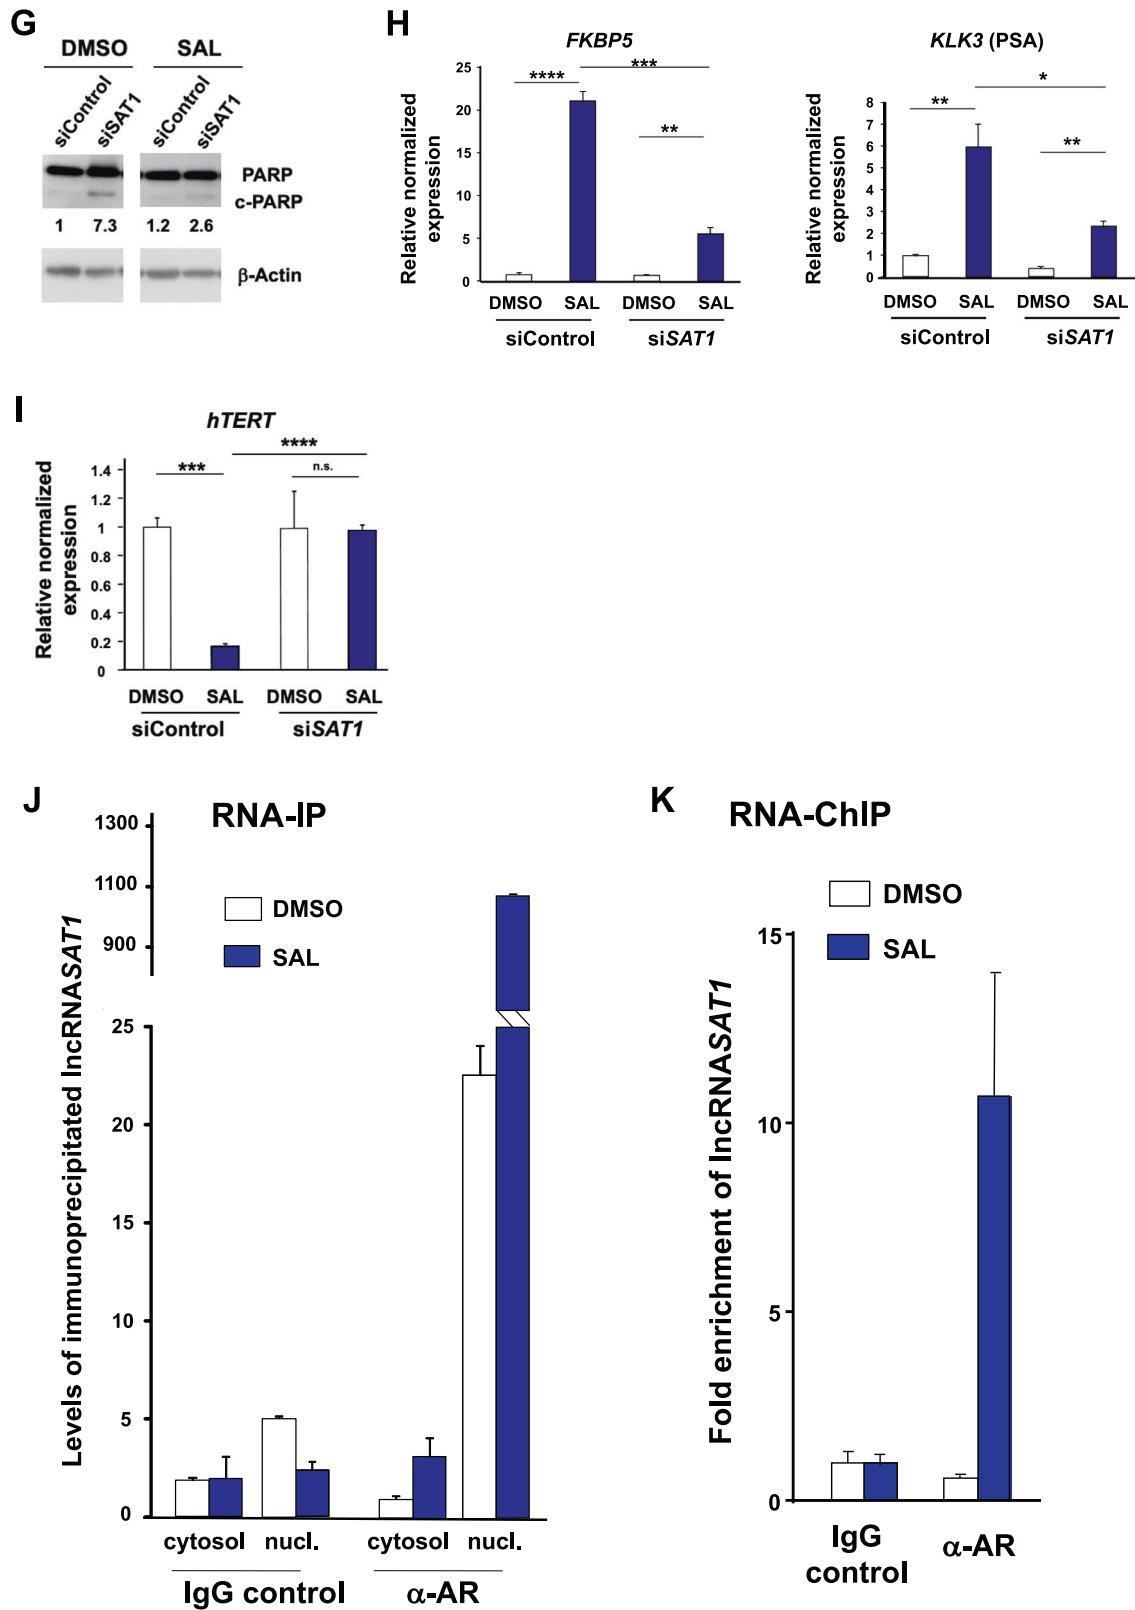 G
DMSO SAL
siControl siSAT1 siControl siSAT1
PARP
c-PARP
1 7.3 1.2 2.6
β-Actin
H
FKBP5
Relative normalized
expression
25
20
15
10
5
0
**** *** **
DMSO SAL DMSO SAL
siControl siSAT1
KLK3 (PSA)
Relative normalized
expression
8
7
6
5
4
3
2
1
0
** * **
DMSO SAL DMSO SAL
siControl siSAT1
I
hTERT
Relative normalized
expression
1.4
1.2
1
0.8
0.6
0.4
0.2
0
*** **** n.s.
DMSO SAL DMSO SAL
siControl siSAT1
J
RNA-IP
Levels of immunoprecipitated lncRNASAT1
1300
1100
900
25
20
15
10
5
0
DMSO
SAL
cytosol nucl. cytosol nucl.
IgG control α-AR
K
RNA-ChIP
DMSO
SAL
Fold enrichment of lncRNASAT1
15
10
5
0
IgG
control
α-AR